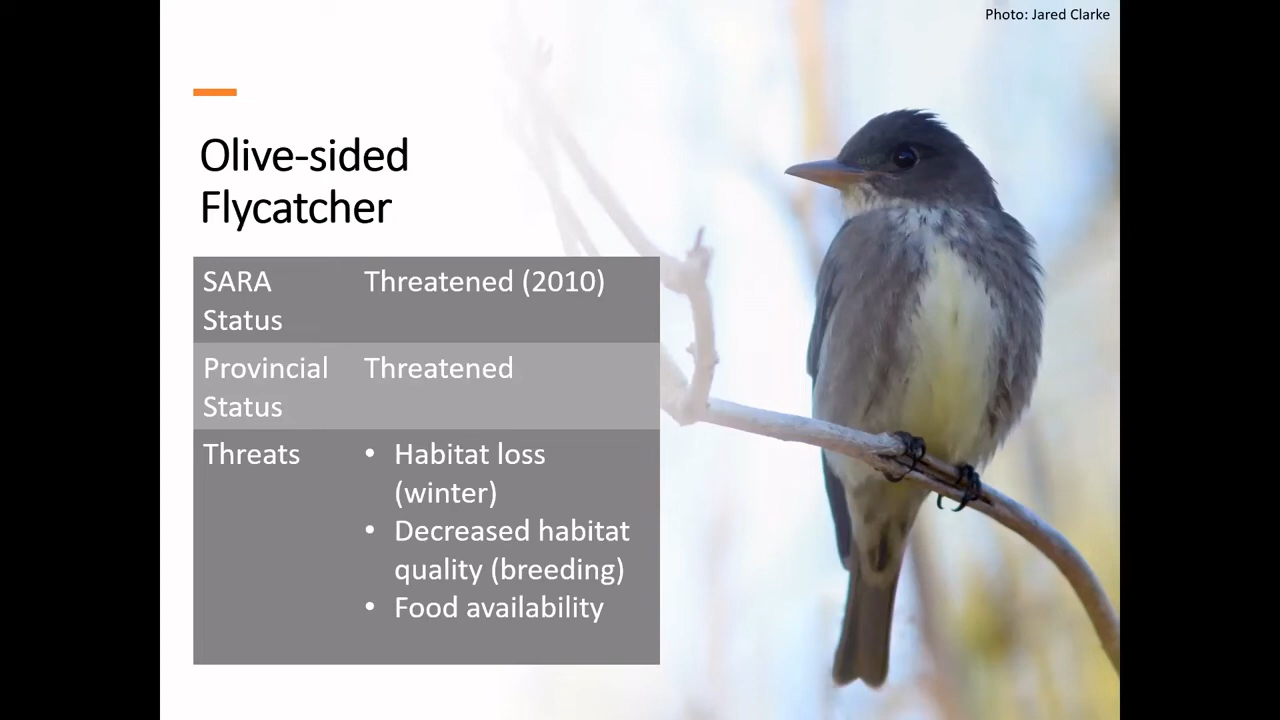 Photo: Jared Clarke
Olive-sided
Flycatcher
SARA Threatened (2010)
Status
Provincial Threatened
Status
Threats • Habitat loss
(winter)
• Decreased habitat
quality (breeding)
• Food availability